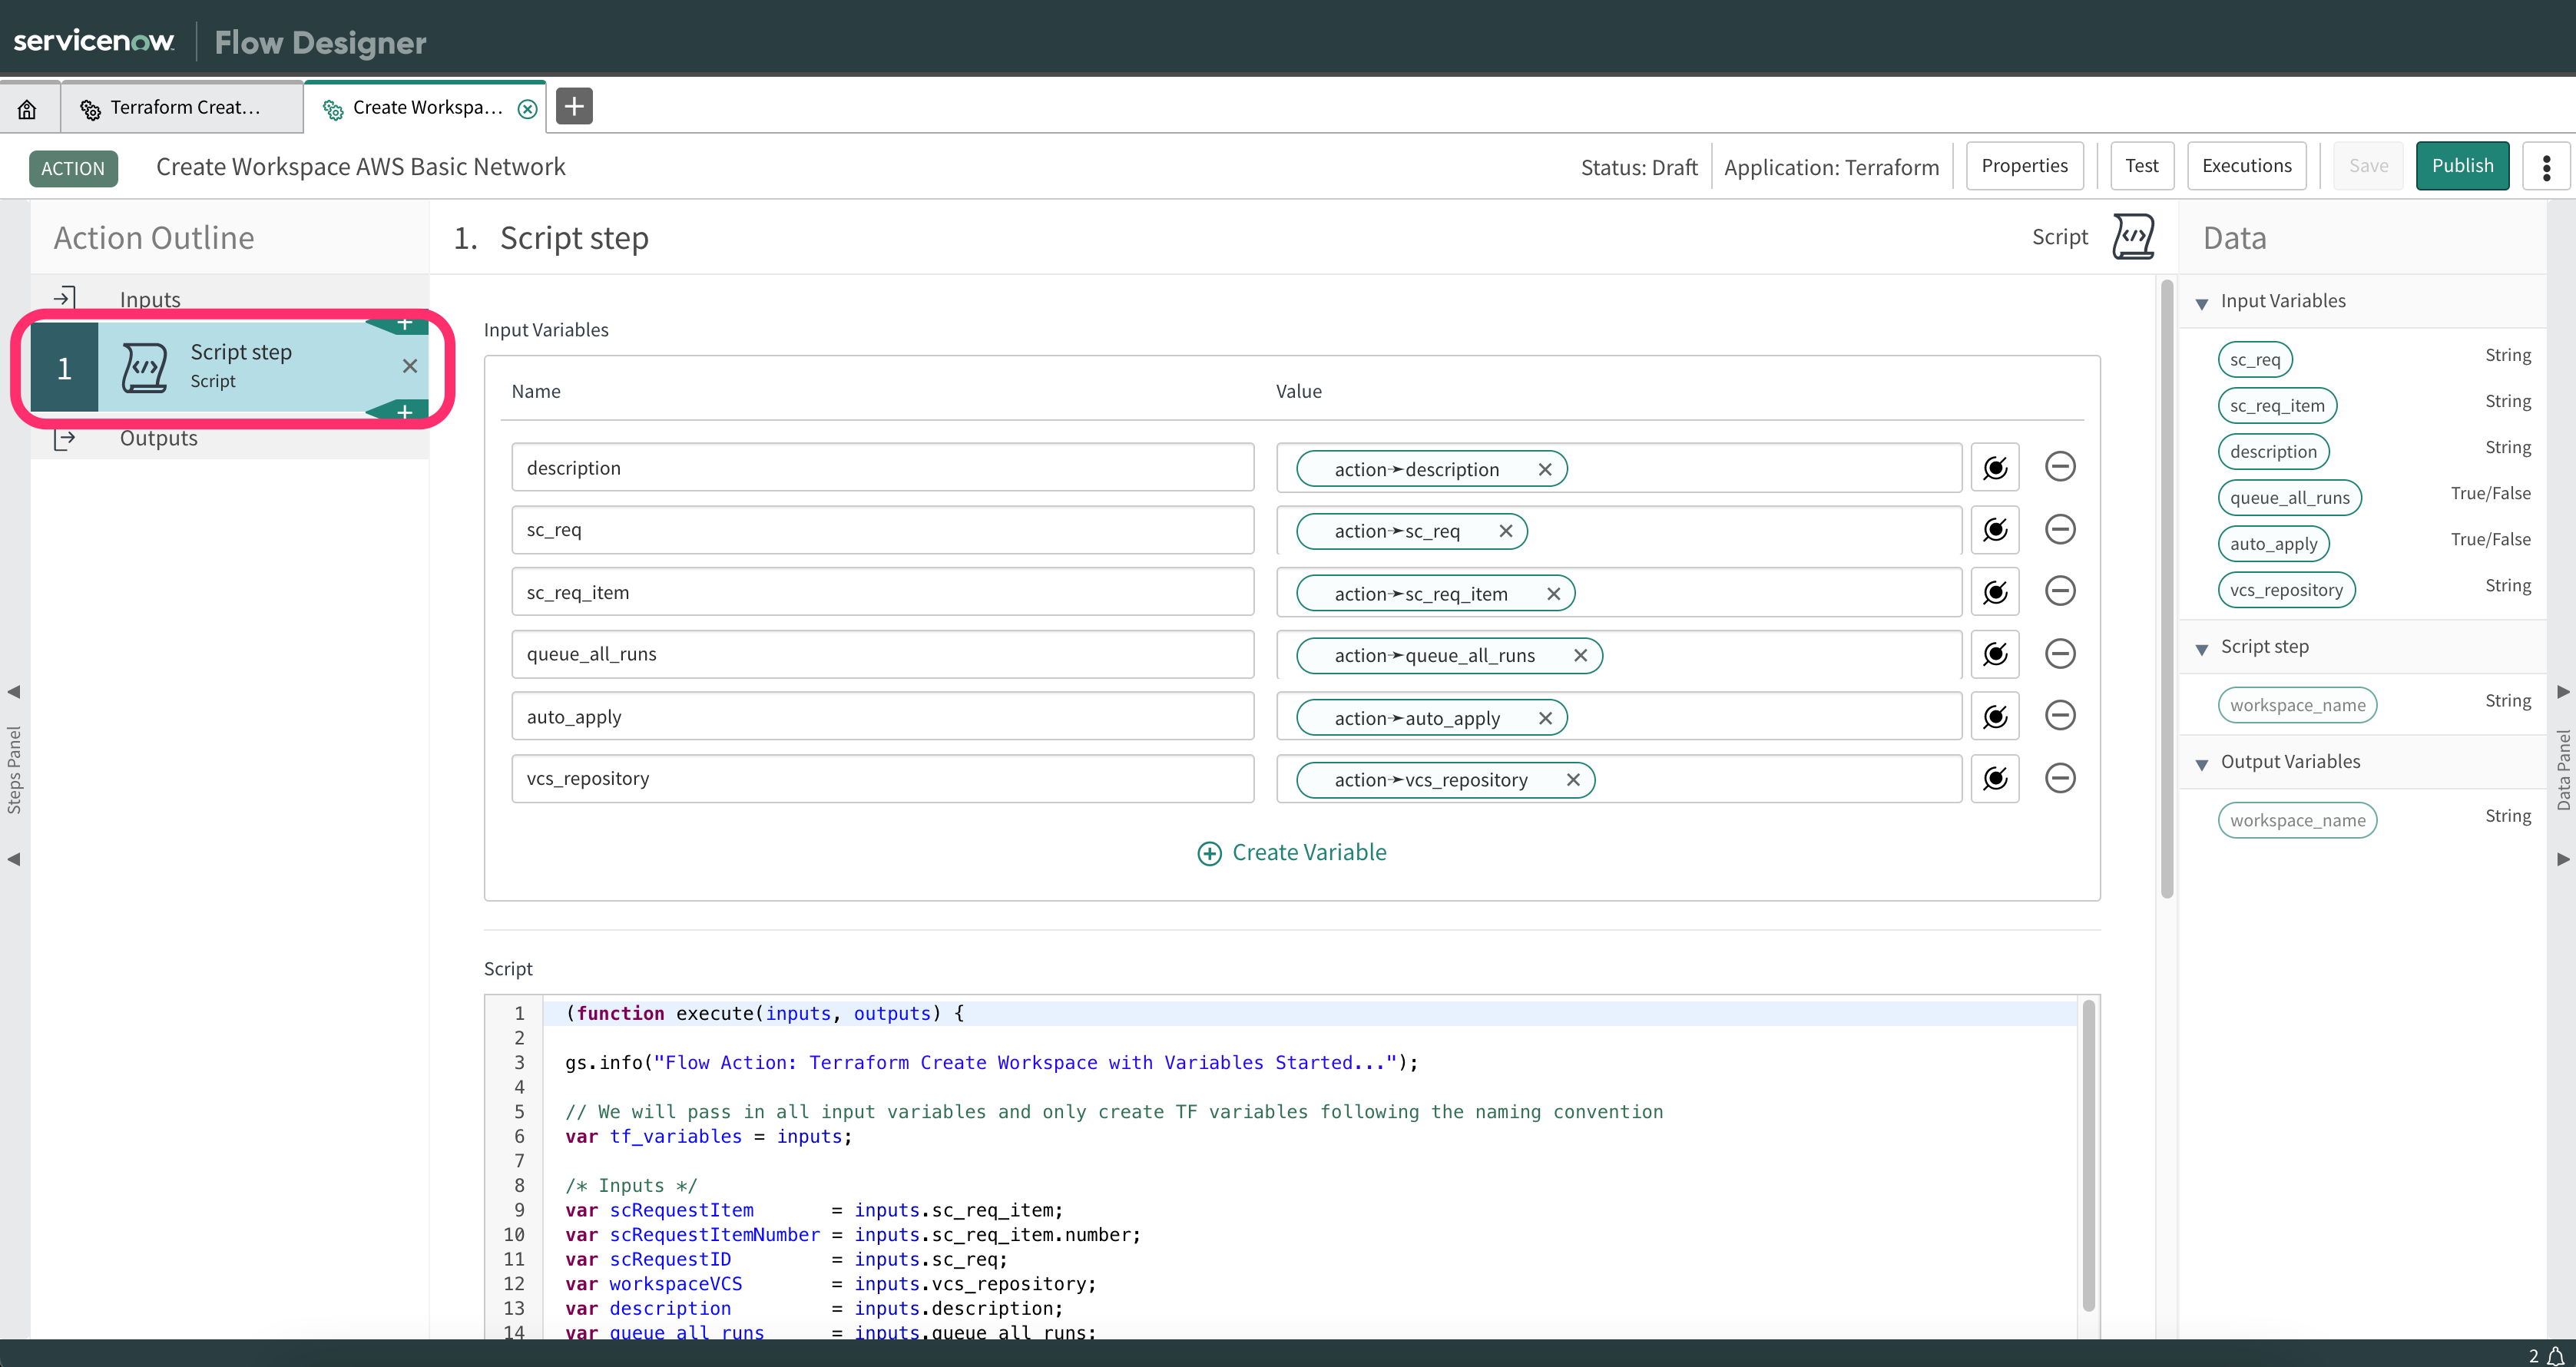 servicenow Flow Designer
Terraform Creat...
Create Workspa...
ACTION Create Workspace AWS Basic Network
Status: Draft Application: Terraform
Properties
Test
Executions
Save
Publish
Action Outline
Inputs
1 Script step
Script
Outputs
Steps Panel
1. Script step
Script
Input Variables
Name Value
description action➛description
sc_req action➛sc_req
sc_req_item action➛sc_req_item
queue_all_runs action➛queue_all_runs
auto_apply action➛auto_apply
vcs_repository action➛vcs_repository
Create Variable
Script
1 (function execute(inputs, outputs) {
2
3 gs.info("Flow Action: Terraform Create Workspace with Variables Started...");
4
5 // We will pass in all input variables and only create TF variables following the naming convention
6 var tf_variables = inputs;
7
8 /* Inputs */
9 var scRequestItem = inputs.sc_req_item;
10 var scRequestItemNumber = inputs.sc_req_item.number;
11 var scRequestID = inputs.sc_req;
12 var workspaceVCS = inputs.vcs_repository;
13 var description = inputs.description;
14 var queue_all_runs = inputs.queue_all_runs;
Data
Input Variables
sc_req String
sc_req_item String
description String
queue_all_runs True/False
auto_apply True/False
vcs_repository String
Script step
workspace_name String
Output Variables
workspace_name String
Data Panel
2